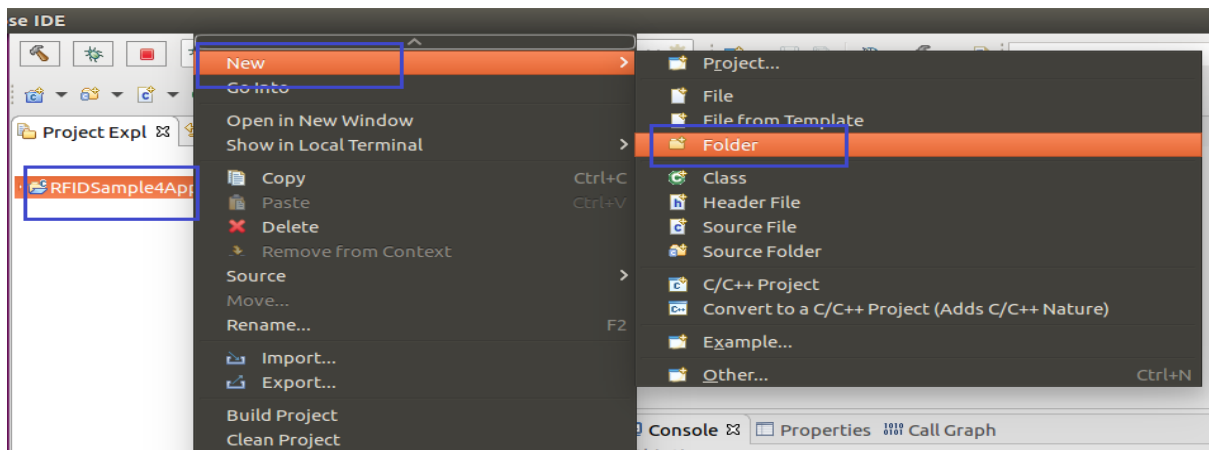 se IDE
Project Expl
RFIDSample4App
New
Go Into
Open in New Window
Show in Local Terminal
Copy Ctrl+C
Paste Ctrl+V
Delete
Remove from Context
Source
Move...
Rename... F2
Import...
Export...
Build Project
Clean Project
Project...
File
File from Template
Folder
Class
Header File
Source File
Source Folder
C/C++ Project
Convert to a C/C++ Project (Adds C/C++ Nature)
Example...
Other... Ctrl+N
Console Properties Call Graph